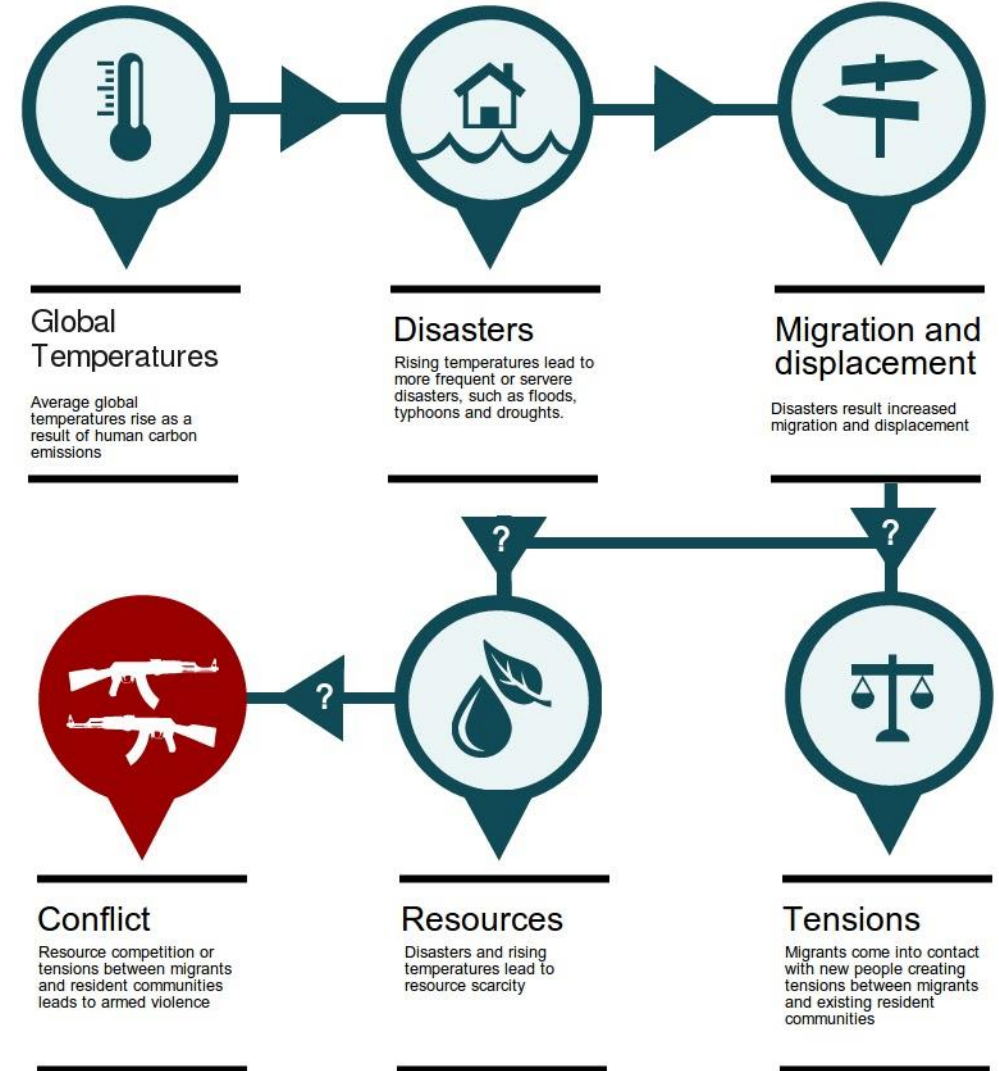 Global
Temperatures
Average global
temperatures rise as a
result of human carbon
emissions
Disasters
Rising temperatures lead to
more frequent or servere
disasters, such as floods,
typhoons and droughts.
Migration and
displacement
Disasters result increased
migration and displacement
?
?
?
Conflict
Resource competition or
tensions between migrants
and resident communities
leads to armed violence
Resources
Disasters and rising
temperatures lead to
resource scarcity
Tensions
Migrants come into contact
with new people creating
tensions between migrants
and existing resident
communities